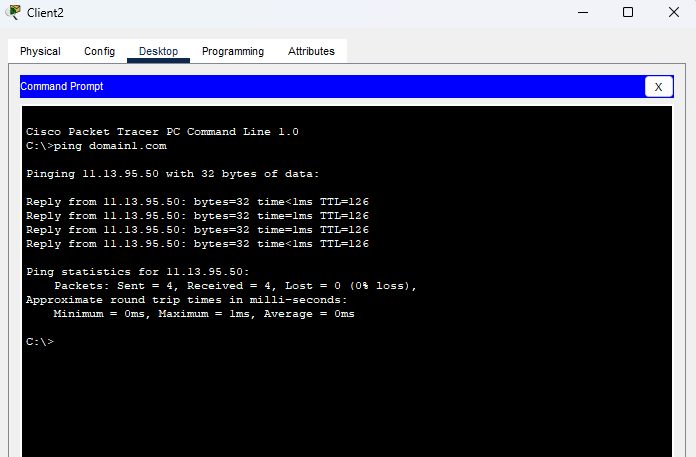 Client2
Physical Config Desktop Programming Attributes
Command Prompt
X
Cisco Packet Tracer PC Command Line 1.0
C:\>ping domain1.com
Pinging 11.13.95.50 with 32 bytes of data:
Reply from 11.13.95.50: bytes=32 time<1ms TTL=126
Reply from 11.13.95.50: bytes=32 time=1ms TTL=126
Reply from 11.13.95.50: bytes=32 time=1ms TTL=126
Reply from 11.13.95.50: bytes=32 time<1ms TTL=126
Ping statistics for 11.13.95.50:
Packets: Sent = 4, Received = 4, Lost = 0 (0% loss),
Approximate round trip times in milli-seconds:
Minimum = 0ms, Maximum = 1ms, Average = 0ms
C:\>